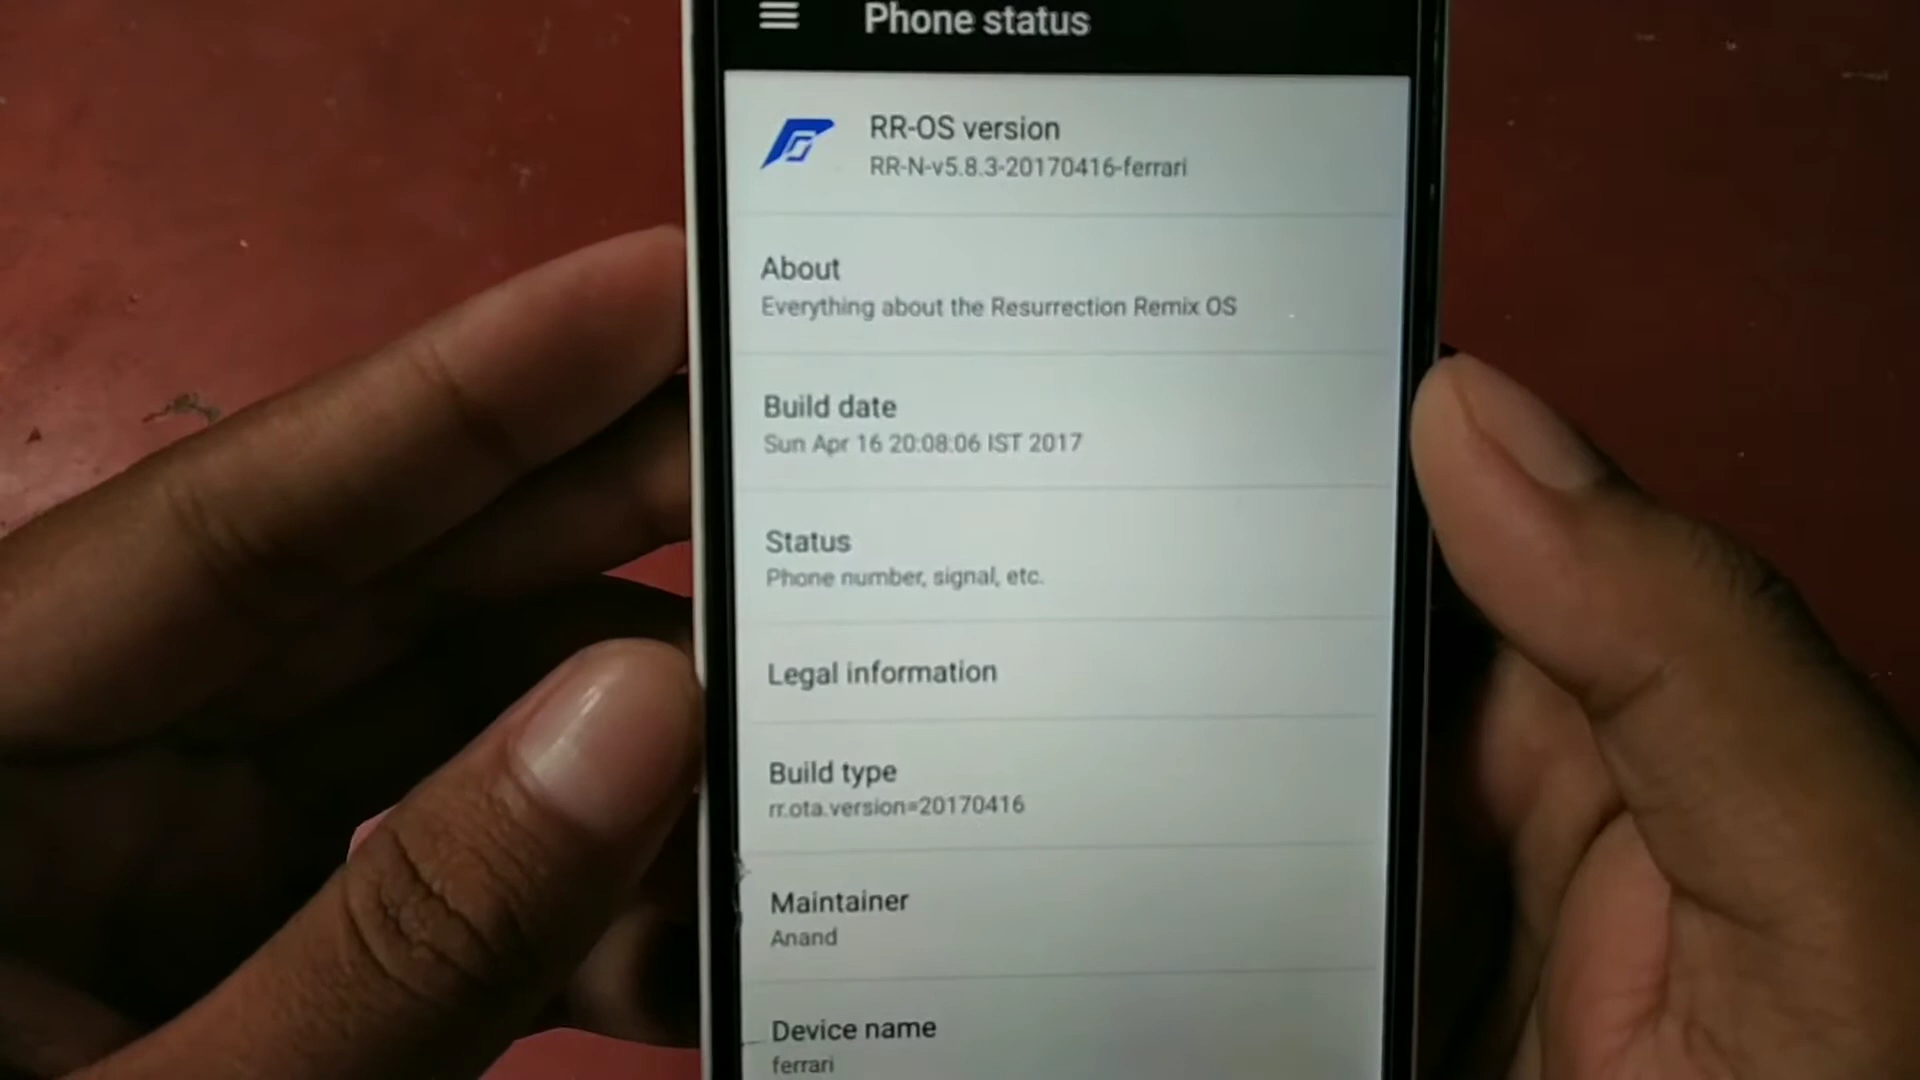 Phone status
RR-OS version
RR-N-v5.8.3-20170416-ferrari
About
Everything about the Resurrection Remix OS
Build date
Sun Apr 16 20:08:06 IST 2017
Status
Phone number, signal, etc.
Legal information
Build type
rr.ota.version=20170416
Maintainer
Anand
Device name
ferrari